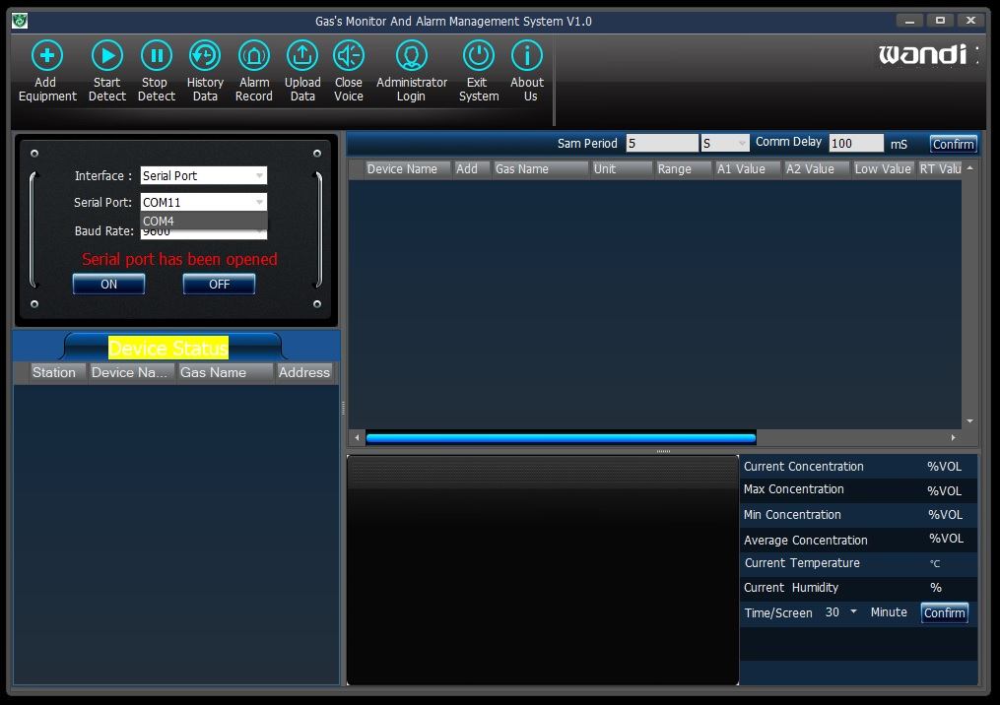 Gas's Monitor And Alarm Management System V1.0
Add Equipment
Start Detect
Stop Detect
History Data
Alarm Record
Upload Data
Close Voice
Administrator Login
Exit System
About Us
wandi
Interface : Serial Port
Serial Port: COM11
COM4
Baud Rate: 9600
Serial port has been opened
ON OFF
Device Status
Station Device Na... Gas Name Address
Sam Period 5 S Comm Delay 100 mS Confirm
Device Name Add Gas Name Unit Range A1 Value A2 Value Low Value RT Valu
Current Concentration %VOL
Max Concentration %VOL
Min Concentration %VOL
Average Concentration %VOL
Current Temperature °C
Current Humidity %
Time/Screen 30 Minute Confirm